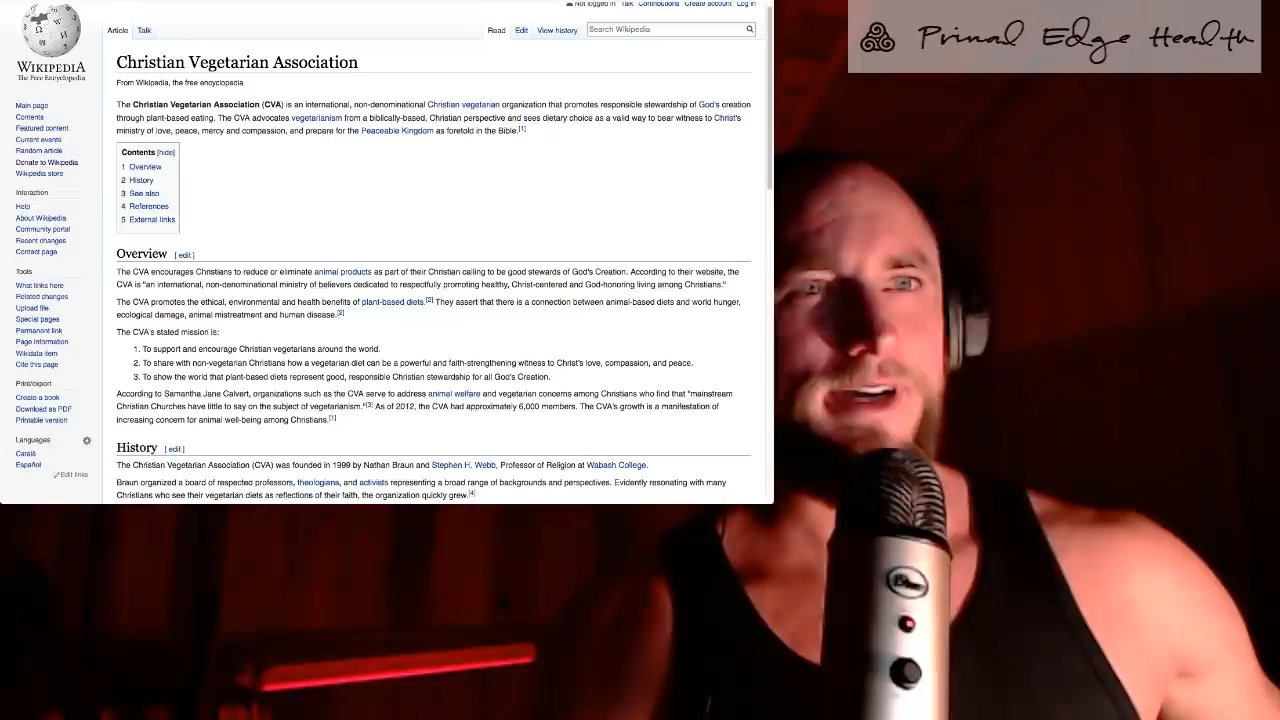 Not logged in Talk Contributions Create account Log in
Article Talk Read Edit View history Search Wikipedia
WIKIPEDIA
The Free Encyclopedia
Main page
Contents
Featured content
Current events
Random article
Donate to Wikipedia
Wikipedia store
Interaction
Help
About Wikipedia
Community portal
Recent changes
Contact page
Tools
What links here
Related changes
Upload file
Special pages
Permanent link
Page information
Wikidata item
Cite this page
Print/export
Create a book
Download as PDF
Printable version
Languages
Català
Español
Edit links
Christian Vegetarian Association
From Wikipedia, the free encyclopedia
The Christian Vegetarian Association (CVA) is an international, non-denominational Christian vegetarian organization that promotes responsible stewardship of God's creation
through plant-based eating. The CVA advocates vegetarianism from a biblically-based, Christian perspective and sees dietary choice as a valid way to bear witness to Christ's
ministry of love, peace, mercy and compassion, and prepare for the Peaceable Kingdom as foretold in the Bible.[1]
Contents [hide]
1 Overview
2 History
3 See also
4 References
5 External links
Overview [ edit ]
The CVA encourages Christians to reduce or eliminate animal products as part of their Christian calling to be good stewards of God's Creation. According to their website, the
CVA is "an international, non-denominational ministry of believers dedicated to respectfully promoting healthy, Christ-centered and God-honoring living among Christians."
The CVA promotes the ethical, environmental and health benefits of plant-based diets.[2] They assert that there is a connection between animal-based diets and world hunger,
ecological damage, animal mistreatment and human disease.[2]
The CVA's stated mission is:
1. To support and encourage Christian vegetarians around the world.
2. To share with non-vegetarian Christians how a vegetarian diet can be a powerful and faith-strengthening witness to Christ's love, compassion, and peace.
3. To show the world that plant-based diets represent good, responsible Christian stewardship for all God's Creation.
According to Samantha Jane Calvert, organizations such as the CVA serve to address animal welfare and vegetarian concerns among Christians who find that "mainstream
Christian Churches have little to say on the subject of vegetarianism."[3] As of 2012, the CVA had approximately 6,000 members. The CVA's growth is a manifestation of
increasing concern for animal well-being among Christians.[1]
History [ edit ]
The Christian Vegetarian Association (CVA) was founded in 1999 by Nathan Braun and Stephen H. Webb, Professor of Religion at Wabash College.
Braun organized a board of respected professors, theologians, and activists representing a broad range of backgrounds and perspectives. Evidently resonating with many
Christians who see their vegetarian diets as reflections of their faith, the organization quickly grew.[4]
Primal Edge Health